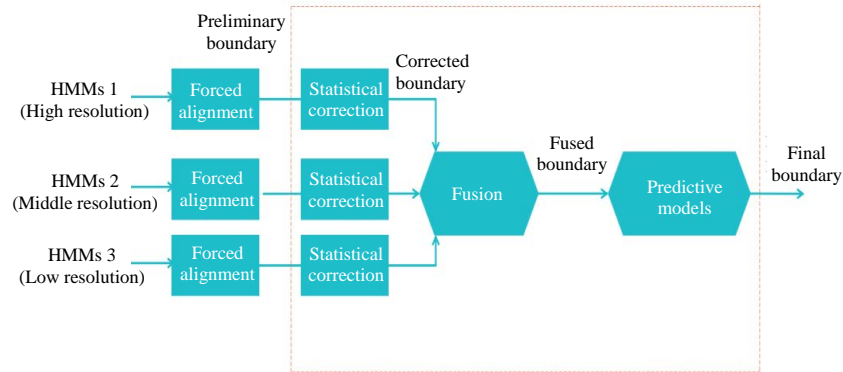 Preliminary
boundary
HMMs 1
(High resolution)
Forced
alignment
Statistical
correction
Corrected
boundary
HMMs 2
(Middle resolution)
Forced
alignment
Statistical
correction
Fusion
Fused
boundary
Predictive
models
Final
boundary
HMMs 3
(Low resolution)
Forced
alignment
Statistical
correction